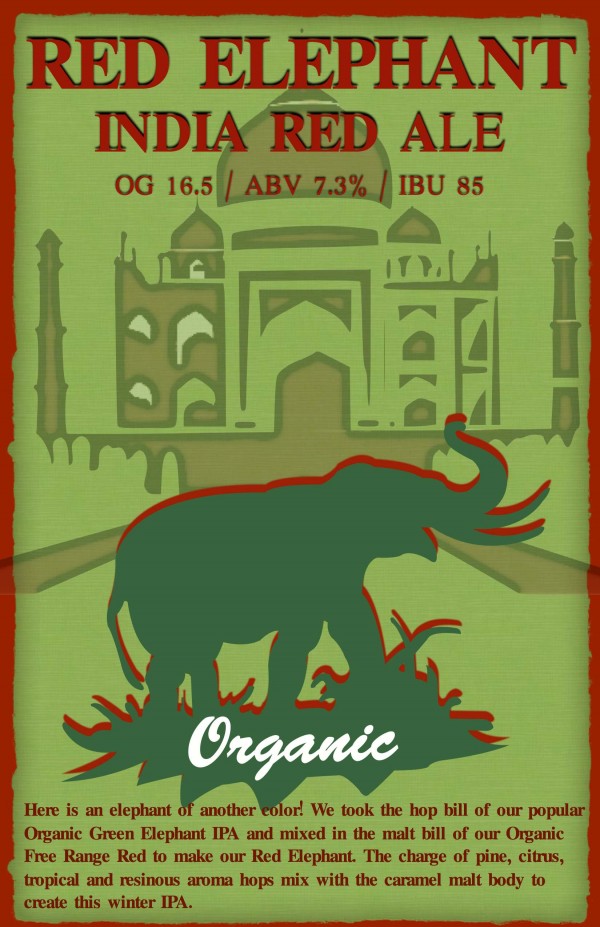 RED ELEPHANT
INDIA RED ALE
OG 16.5 / ABV 7.3% / IBU 85
Organic
Here is an elephant of another color! We took the hop bill of our popular
Organic Green Elephant IPA and mixed in the malt bill of our Organic
Free Range Red to make our Red Elephant. The charge of pine, citrus,
tropical and resinous aroma hops mix with the caramel malt body to
create this winter IPA.